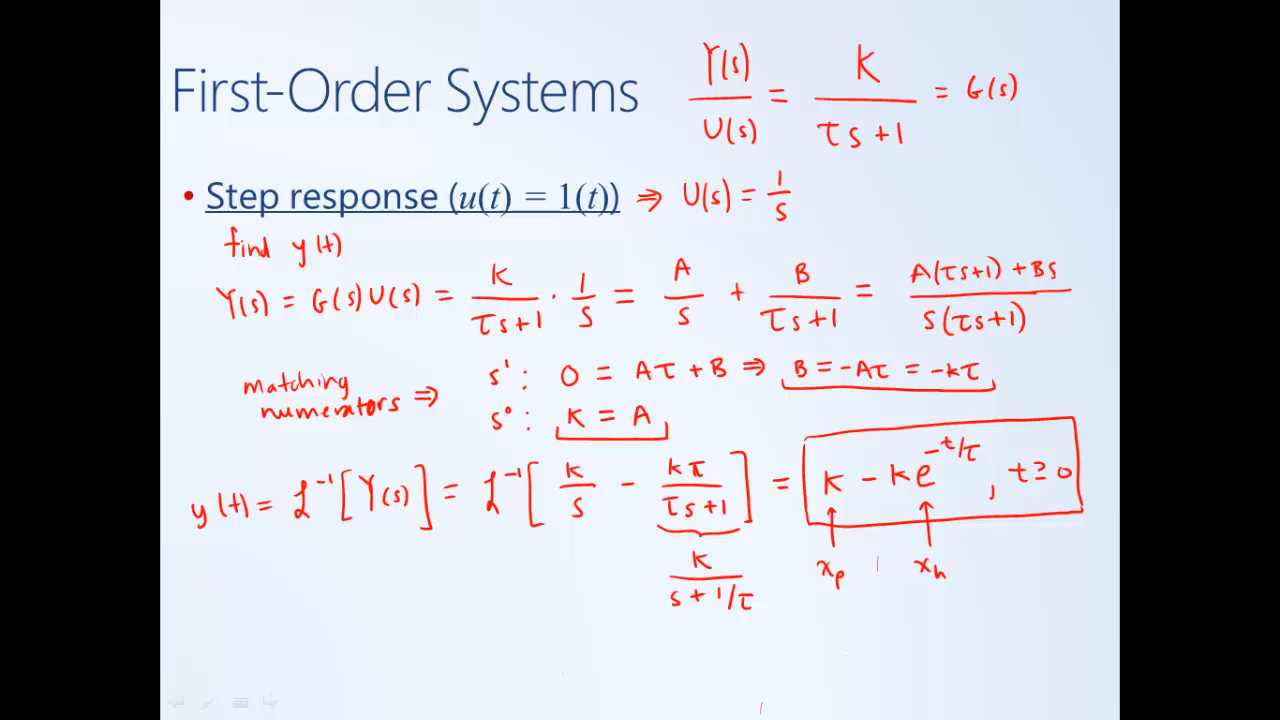 First-Order Systems
Y(s)/U(s) = K/(τs+1) = G(s)
• Step response (u(t) = 1(t)) ⇒ U(s) = 1/s
find y(t)
Y(s) = G(s)U(s) = K/(τs+1) · 1/s = A/s + B/(τs+1) = (A(τs+1) + Bs)/(s(τs+1))
matching numerators ⇒
s¹: 0 = Aτ + B ⇒ B = -Aτ = -kτ
s⁰: K = A
y(t) = ℒ⁻¹[Y(s)] = ℒ⁻¹[k/s - kτ/(τs+1)] = k - ke^(-t/τ), t ≥ 0
k/(s + 1/τ)
xₚ xₕ